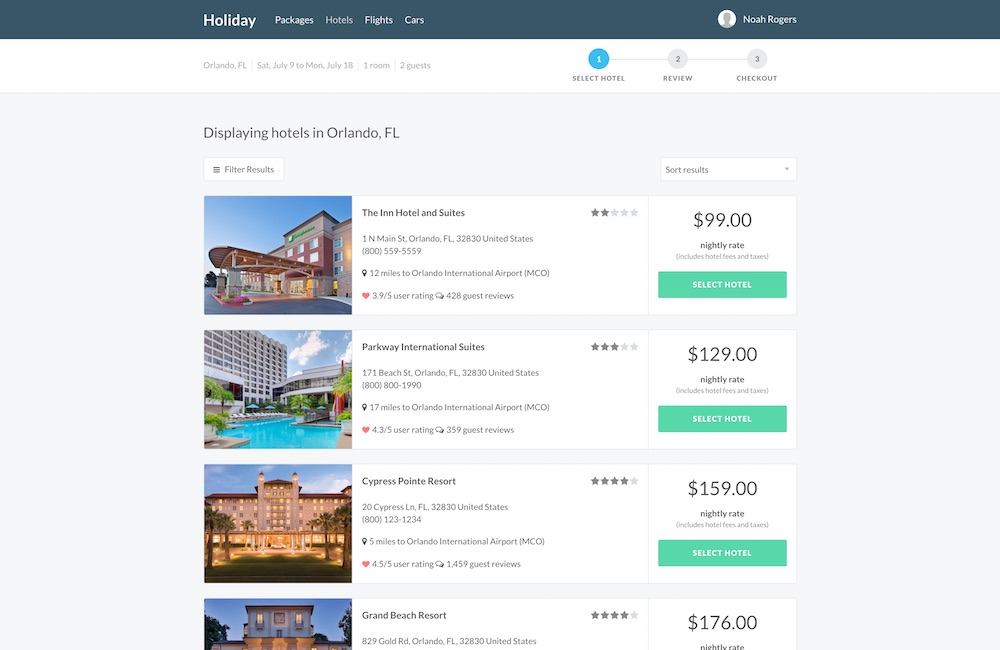 Holiday Packages Hotels Flights Cars Noah Rogers
Orlando, FL Sat, July 9 to Mon, July 18 1 room 2 guests
1 2 3
SELECT HOTEL REVIEW CHECKOUT
Displaying hotels in Orlando, FL
Filter Results Sort results
The Inn Hotel and Suites
1 N Main St, Orlando, FL, 32830 United States
(800) 559-5559
12 miles to Orlando International Airport (MCO)
3.9/5 user rating 428 guest reviews
$99.00
nightly rate
(includes hotel fees and taxes)
SELECT HOTEL
Parkway International Suites
171 Beach St, Orlando, FL, 32830 United States
(800) 800-1990
17 miles to Orlando International Airport (MCO)
4.3/5 user rating 359 guest reviews
$129.00
nightly rate
(includes hotel fees and taxes)
SELECT HOTEL
Cypress Pointe Resort
20 Cypress Ln, FL, 32830 United States
(800) 123-1234
5 miles to Orlando International Airport (MCO)
4.5/5 user rating 1,459 guest reviews
$159.00
nightly rate
(includes hotel fees and taxes)
SELECT HOTEL
Grand Beach Resort
829 Gold Rd, Orlando, FL, 32830 United States
$176.00
nightly rate